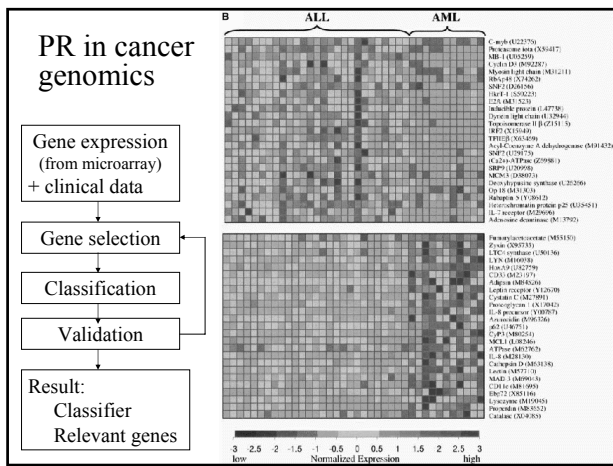 PR in cancer
genomics
Gene expression
(from microarray)
+ clinical data
Gene selection
Classification
Validation
Result:
Classifier
Relevant genes
B
ALL
AML
C-myb (U22376)
Proteasome iota (X59417)
MB-1 (U05259)
Cyclin D3 (M92287)
Myosin light chain (M31211)
RbAp48 (X74262)
SNF2 (D26156)
HkrT-1 (S50223)
E2A (M31523)
Inducible protein (L47738)
Dynein light chain (U32944)
Topoisomerase II β (Z15115)
IRF2 (X15949)
TFIIEβ (X63469)
Acyl-Coenzyme A dehydrogenase (M91432)
SNF2 (U29175)
(Ca2+)-ATPase (Z69881)
SRP9 (U20998)
MCM3 (D38073)
Deoxyhypusine synthase (U26266)
Op 18 (M31303)
Rabaptin-5 (Y08612)
Heterochromatin protein p25 (U35451)
IL-7 receptor (M29696)
Adenosine deaminase (M13792)
Fumarylacetoacetate (M55150)
Zyxin (X95735)
LTC4 synthase (U50136)
LYN (M16038)
HoxA9 (U82759)
CD33 (M23197)
Adipsin (M84526)
Leptin receptor (Y12670)
Cystatin C (M27891)
Proteoglycan 1 (X17042)
IL-8 precursor (Y00787)
Azurocidin (M96326)
p62 (U46751)
CyP3 (M80254)
MCL1 (L08246)
ATPase (M62762)
IL-8 (M28130)
Cathepsin D (M63138)
Lectin (M57710)
MAD-3 (M69043)
CD11c (M81695)
Ebp72 (X85116)
Lysozyme (M19045)
Properdin (M83652)
Catalase (X04085)
-3 -2.5 -2 -1.5 -1 -0.5 0 0.5 1 1.5 2 2.5 3
low Normalized Expression high